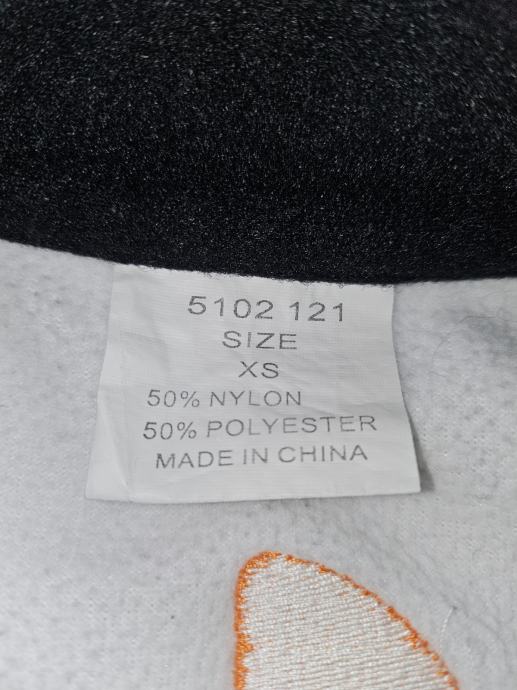 5102 121
SIZE
XS
50% NYLON
50% POLYESTER
MADE IN CHINA